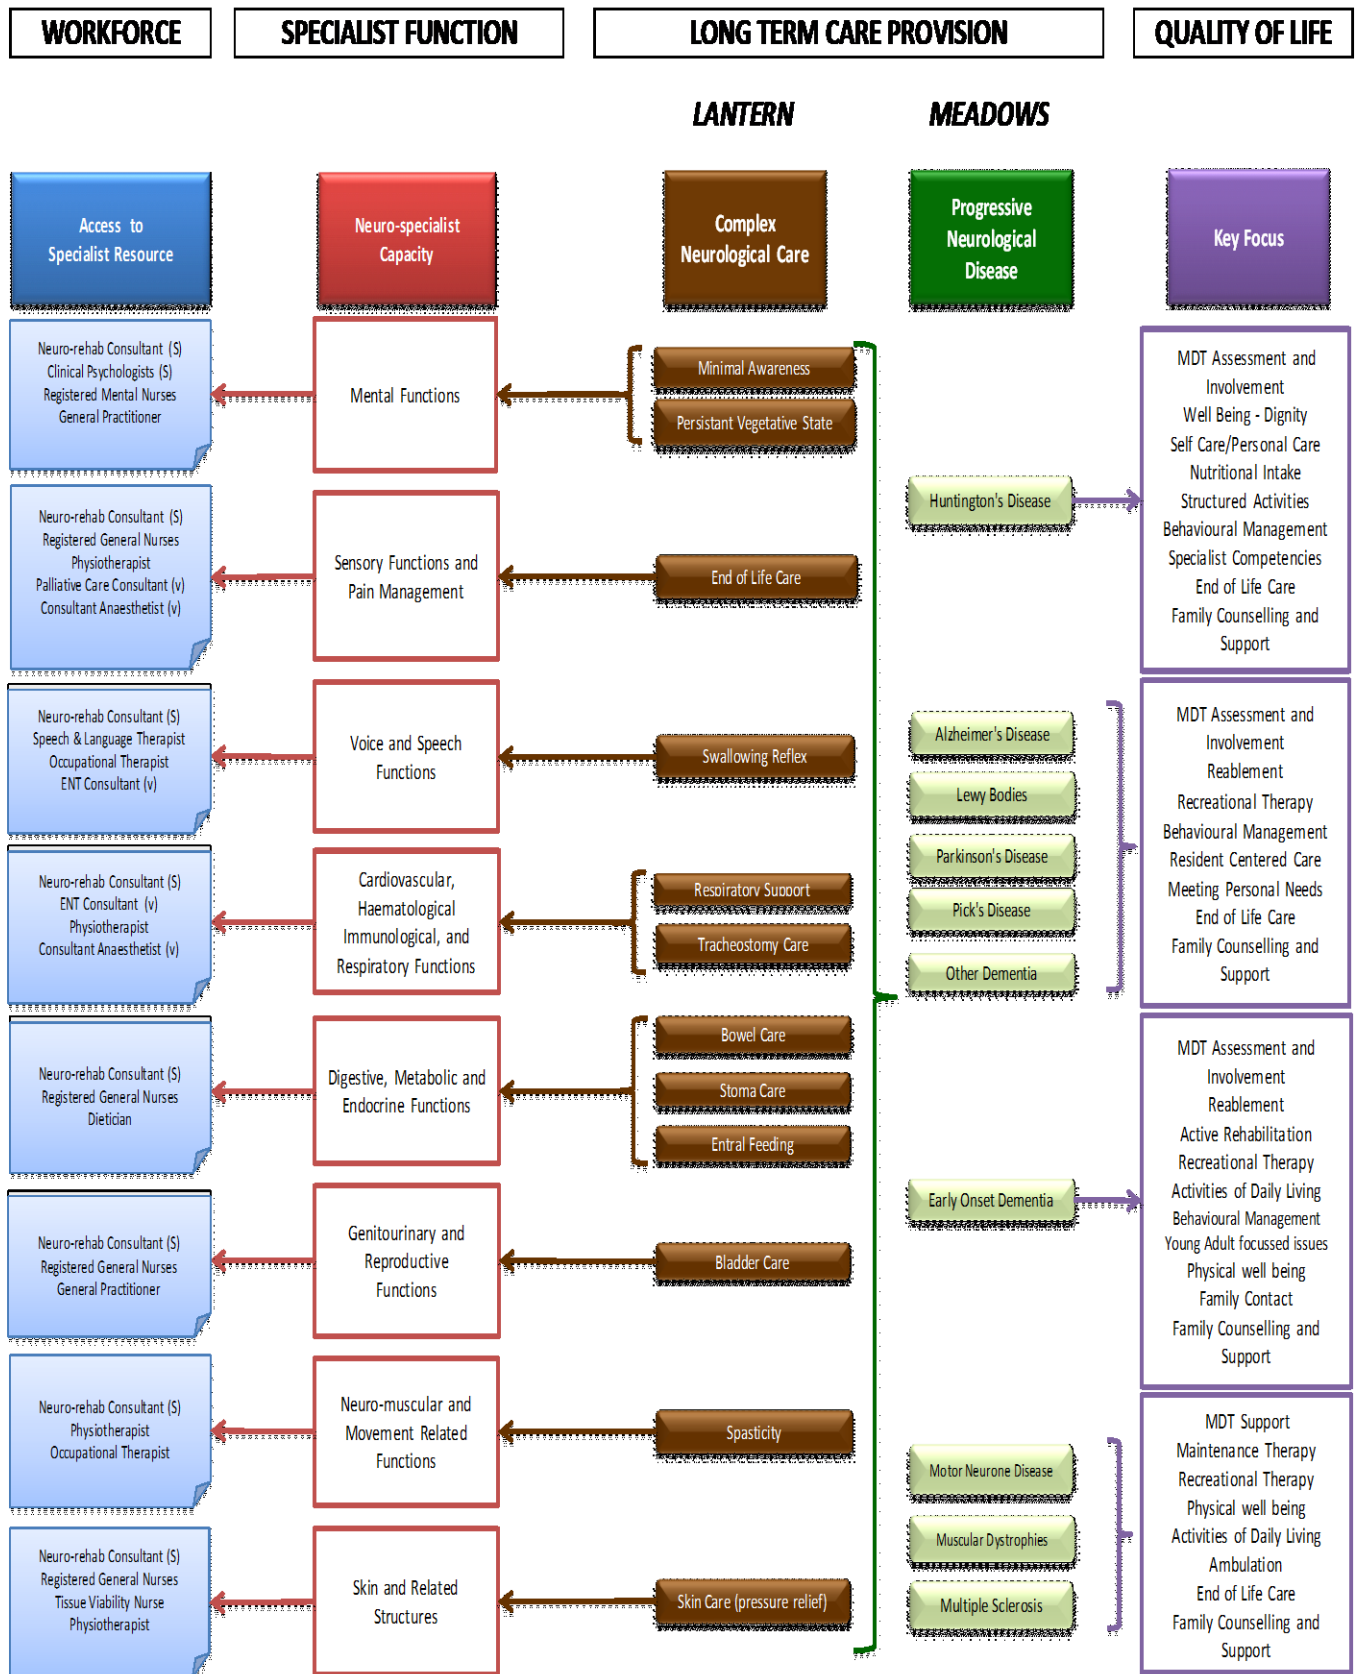 WORKFORCE
SPECIALIST FUNCTION
LONG TERM CARE PROVISION
QUALITY OF LIFE
LANTERN
MEADOWS
Access to
Specialist Resource
Neuro-specialist
Capacity
Complex
Neurological Care
Progressive
Neurological
Disease
Key Focus
Neuro-rehab Consultant (S)
Clinical Psychologists (S)
Registered Mental Nurses
General Practitioner
Mental Functions
Minimal Awareness
Persistant Vegetative State
Neuro-rehab Consultant (S)
Registered General Nurses
Physiotherapist
Palliative Care Consultant (v)
Consultant Anaesthetist (v)
Sensory Functions and
Pain Management
End of Life Care
Neuro-rehab Consultant (S)
Speech & Language Therapist
Occupational Therapist
ENT Consultant (v)
Voice and Speech
Functions
Swallowing Reflex
Neuro-rehab Consultant (S)
ENT Consultant (v)
Physiotherapist
Consultant Anaesthetist (v)
Cardiovascular,
Haematological
Immunological, and
Respiratory Functions
Respiratory Support
Tracheostomy Care
Neuro-rehab Consultant (S)
Registered General Nurses
Dietician
Digestive, Metabolic and
Endocrine Functions
Bowel Care
Stoma Care
Entral Feeding
Neuro-rehab Consultant (S)
Registered General Nurses
General Practitioner
Genitourinary and
Reproductive
Functions
Bladder Care
Neuro-rehab Consultant (S)
Physiotherapist
Occupational Therapist
Neuro-muscular and
Movement Related
Functions
Spasticity
Neuro-rehab Consultant (S)
Registered General Nurses
Tissue Viability Nurse
Physiotherapist
Skin and Related
Structures
Skin Care (pressure relief)
Huntington's Disease
MDT Assessment and
Involvement
Well Being - Dignity
Self Care/Personal Care
Nutritional Intake
Structured Activities
Behavioural Management
Specialist Competencies
End of Life Care
Family Counselling and
Support
Alzheimer's Disease
Lewy Bodies
Parkinson's Disease
Pick's Disease
Other Dementia
MDT Assessment and
Involvement
Reablement
Recreational Therapy
Behavioural Management
Resident Centered Care
Meeting Personal Needs
End of Life Care
Family Counselling and
Support
Early Onset Dementia
MDT Assessment and
Involvement
Reablement
Active Rehabilitation
Recreational Therapy
Activities of Daily Living
Behavioural Management
Young Adult focussed issues
Physical well being
Family Contact
Family Counselling and
Support
Motor Neurone Disease
Muscular Dystrophies
Multiple Sclerosis
MDT Support
Maintenance Therapy
Recreational Therapy
Physical well being
Activities of Daily Living
Ambulation
End of Life Care
Family Counselling and
Support